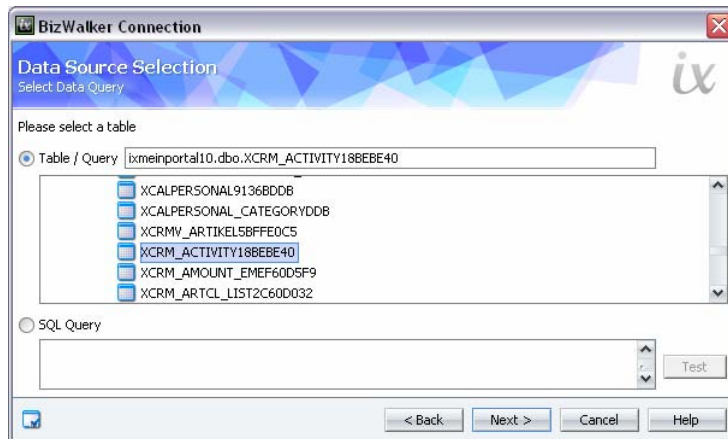 BizWalker Connection
Data Source Selection
Select Data Query
ix
Please select a table
Table / Query ixmeinportal10.dbo.XCRM_ACTIVITY18BEBE40
XCALPERSONAL9136BDDB
XCALPERSONAL_CATEGORYDDB
XCRMV_ARTIKEL5BFFE0C5
XCRM_ACTIVITY18BEBE40
XCRM_AMOUNT_EMEF60D5F9
XCRM_ARTCL_LIST2C60D032
SQL Query
Test
< Back Next > Cancel Help